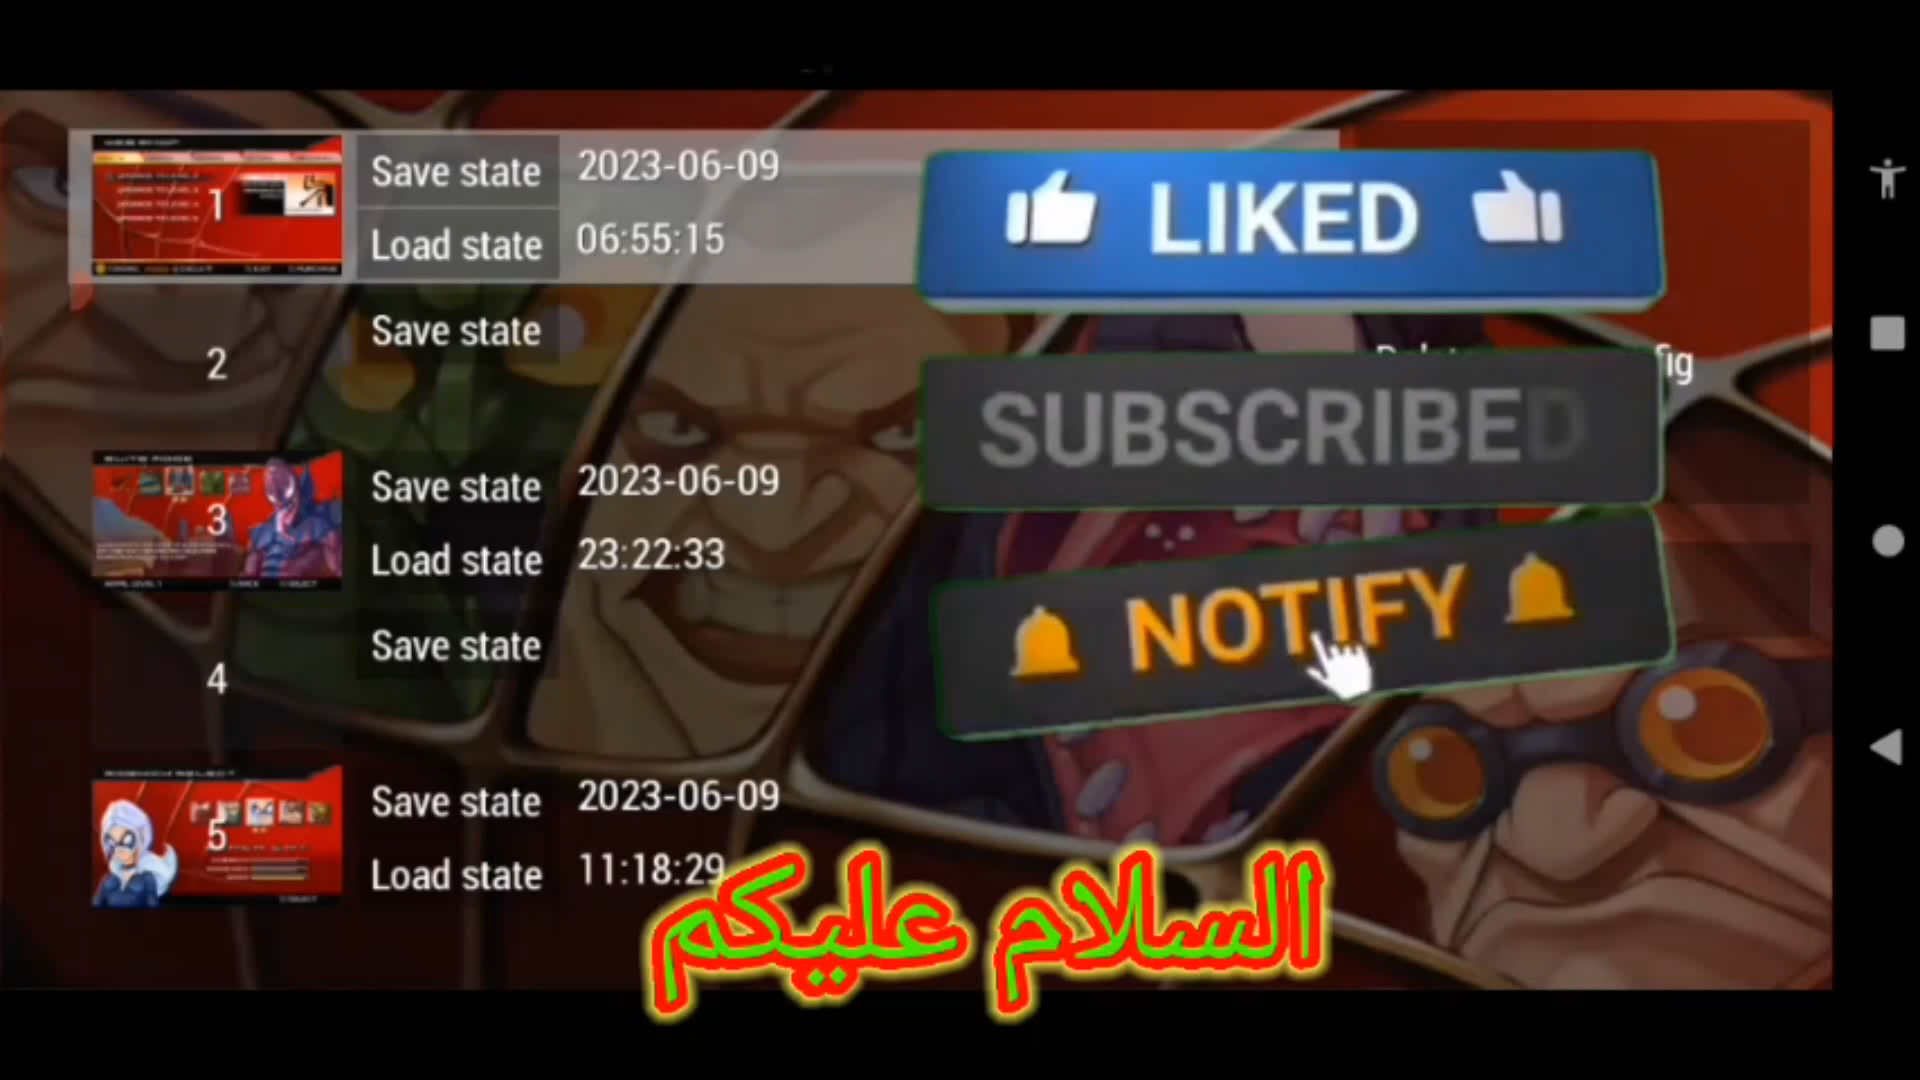 1
Save state
2023-06-09
Load state
06:55:15
2
Save state
3
Save state
2023-06-09
Load state
23:22:33
4
Save state
5
Save state
2023-06-09
Load state
11:18:29
LIKED
SUBSCRIBED
NOTIFY
السلام عليكم